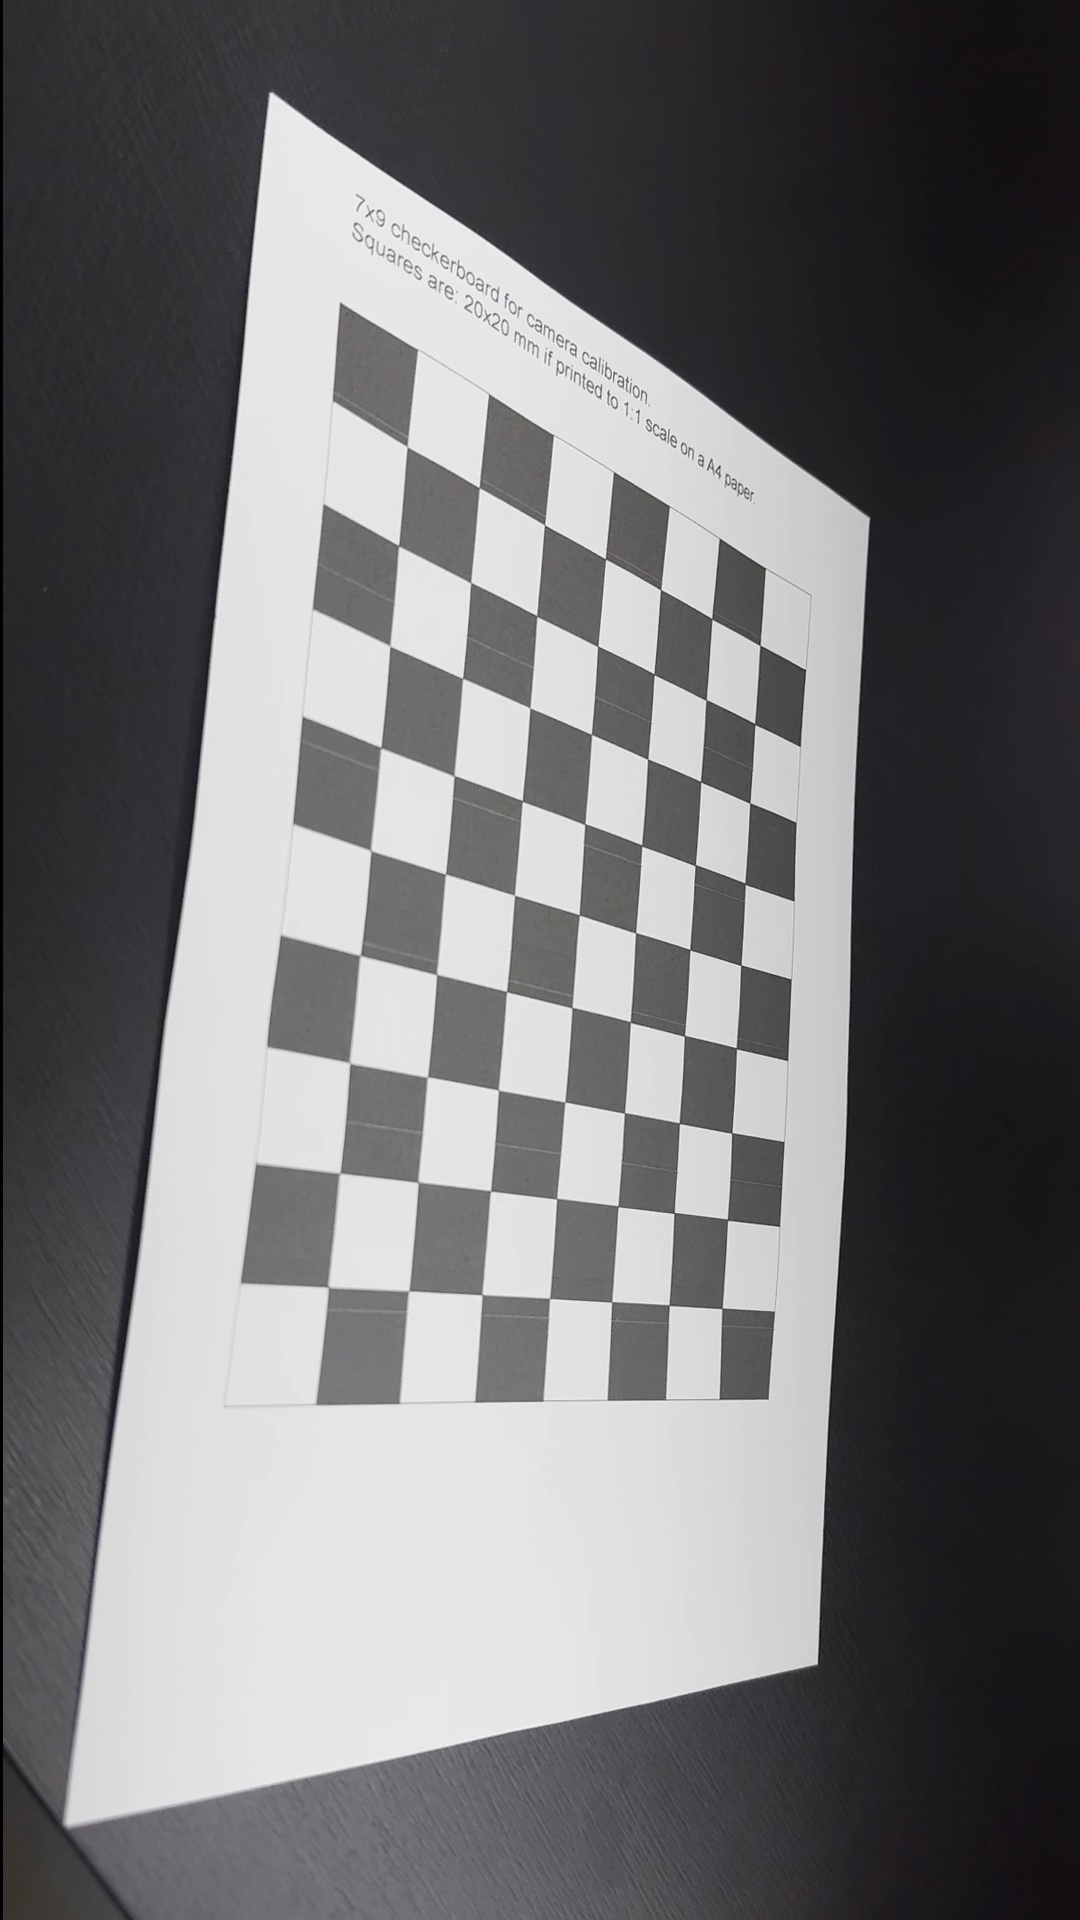 7x9 checkerboard for camera calibration.
Squares are: 20x20 mm if printed to 1:1 scale on a A4 paper.